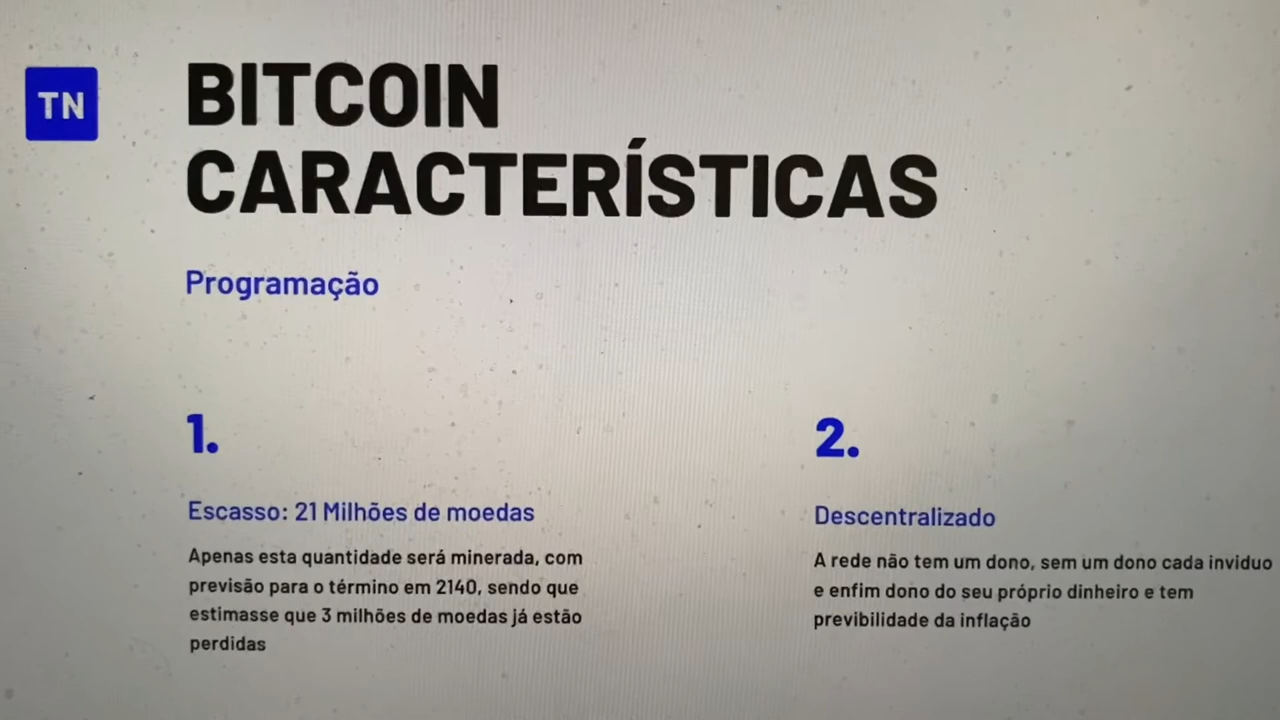 TN
BITCOIN
CARACTERÍSTICAS
Programação
1.
Escasso: 21 Milhões de moedas
Apenas esta quantidade será minerada, com
previsão para o término em 2140, sendo que
estimasse que 3 milhões de moedas já estão
perdidas
2.
Descentralizado
A rede não tem um dono, sem um dono cada inviduo
e enfim dono do seu próprio dinheiro e tem
previbilidade da inflação